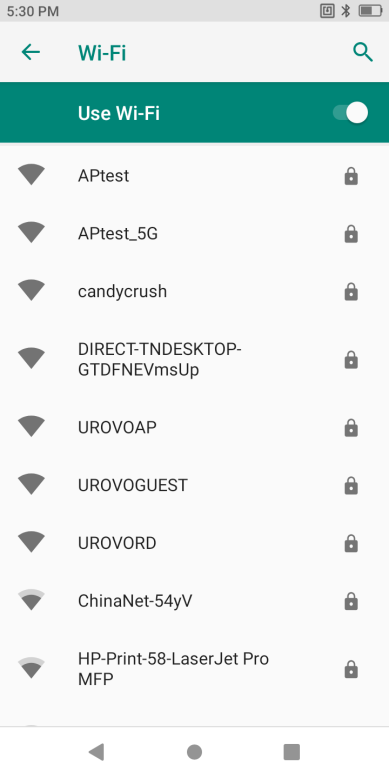 5:30 PM
Wi-Fi
Use Wi-Fi
APtest
APtest_5G
candycrush
DIRECT-TNDESKTOP-
GTDFNEVmsUp
UROVOAP
UROVOGUEST
UROVORD
ChinaNet-54yV
HP-Print-58-LaserJet Pro
MFP